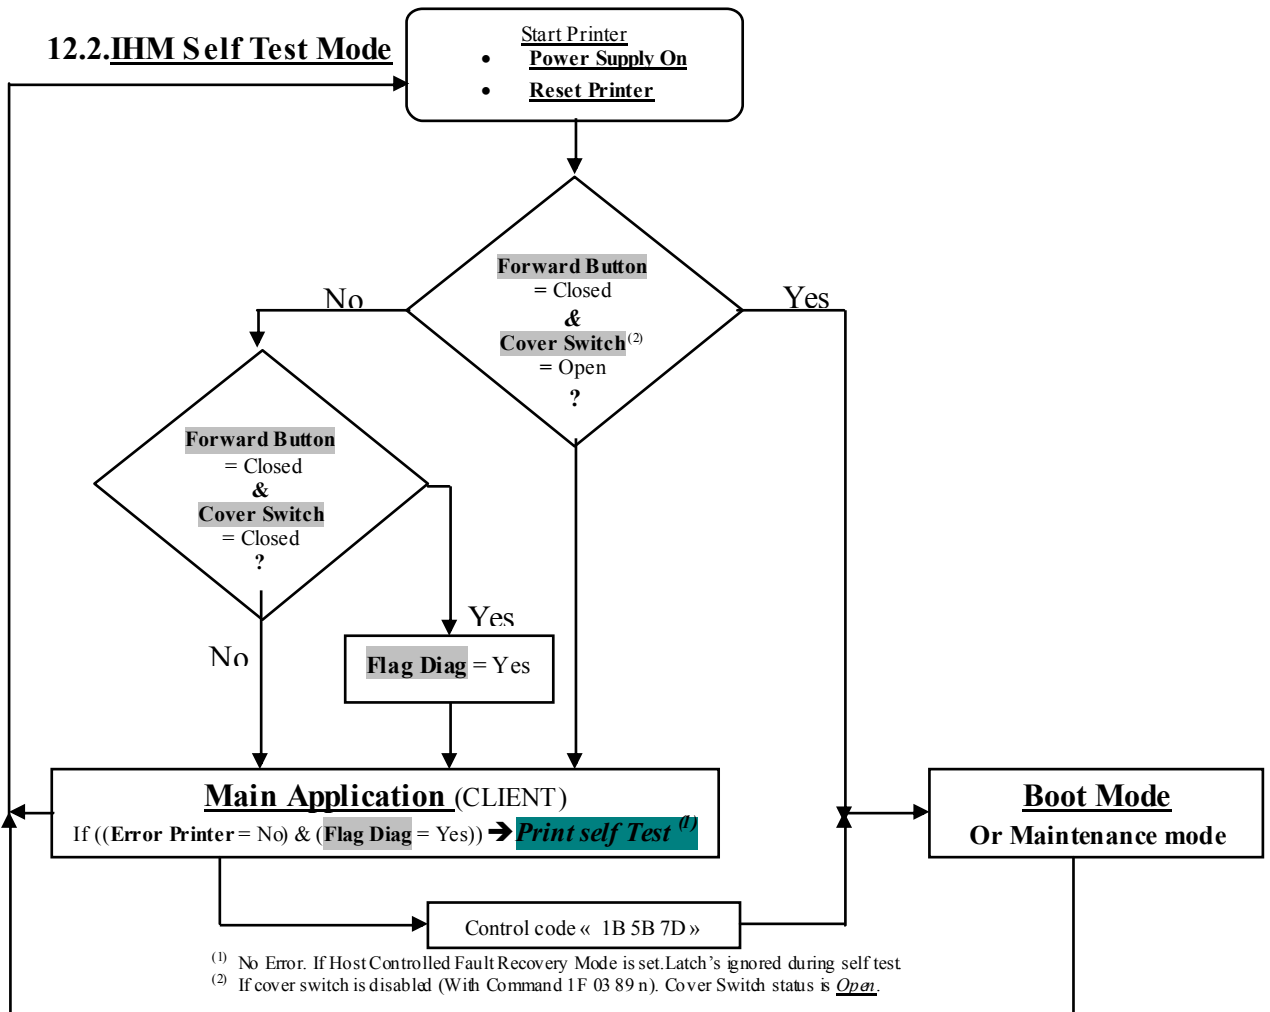 12.2.IHM Self Test Mode
Start Printer
• Power Supply On
• Reset Printer
Forward Button
= Closed
&
Cover Switch (2)
= Open
?
No
Yes
Forward Button
= Closed
&
Cover Switch
= Closed
?
Yes
No
Flag Diag = Yes
Main Application (CLIENT)
If ((Error Printer = No) & (Flag Diag = Yes)) ➔ Print self Test (1)
Boot Mode
Or Maintenance mode
Control code « 1B 5B 7D »
(1) No Error. If Host Controlled Fault Recovery Mode is set.Latch's ignored during self test
(2) If cover switch is disabled (With Command 1F 03 89 n). Cover Switch status is Open.